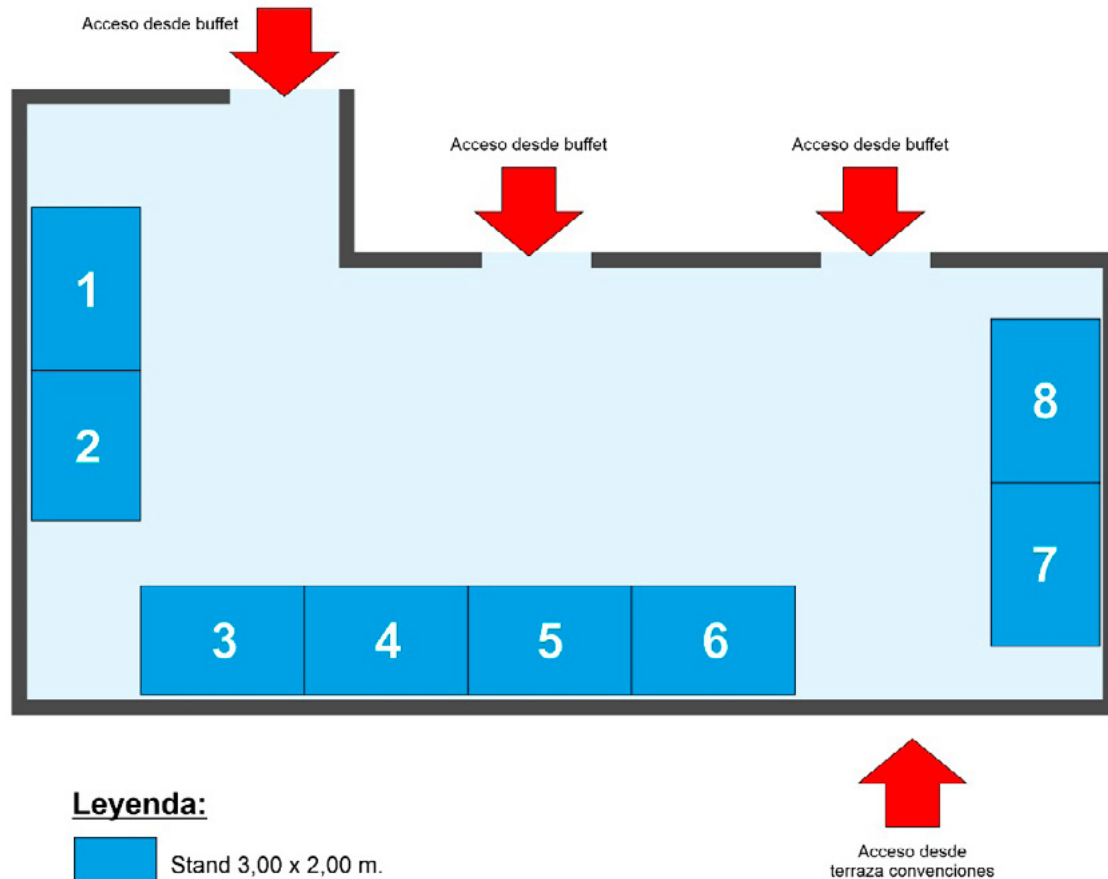 Acceso desde buffet
Acceso desde buffet
Acceso desde buffet
1
8
2
7
3
4
5
6
Leyenda:
Stand 3,00 x 2,00 m.
Acceso desde
terraza convenciones